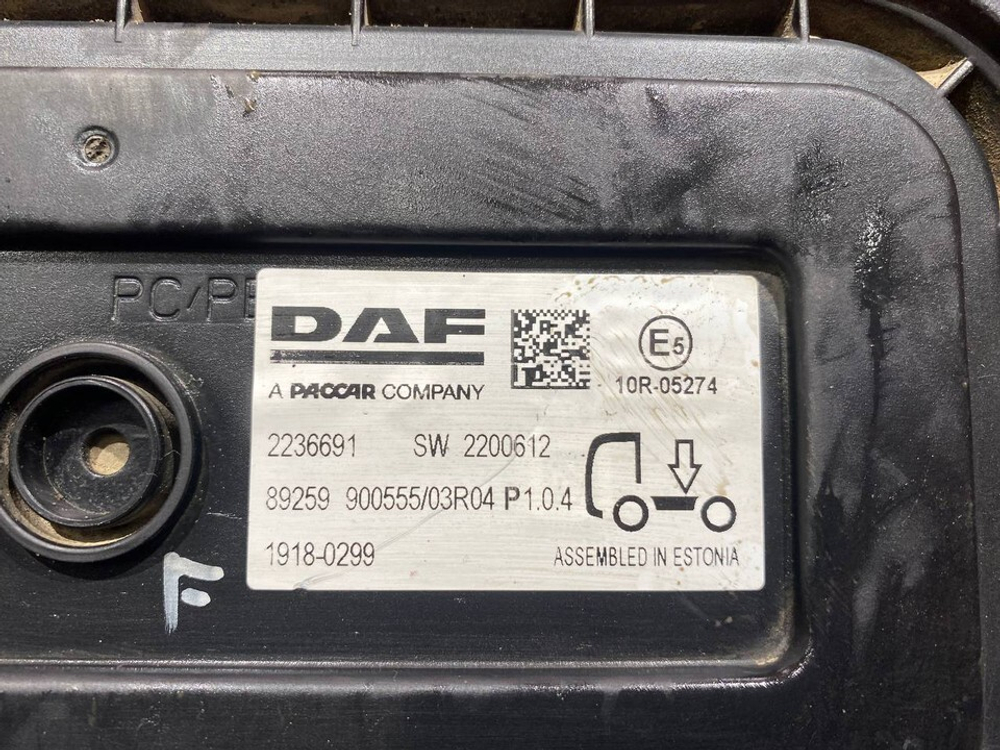 PC/P
DAF
A PACCAR COMPANY
E5
10R-05274
2236691 SW 2200612
89259 900555/03R04 P1.0.4
1918-0299
ASSEMBLED IN ESTONIA
F